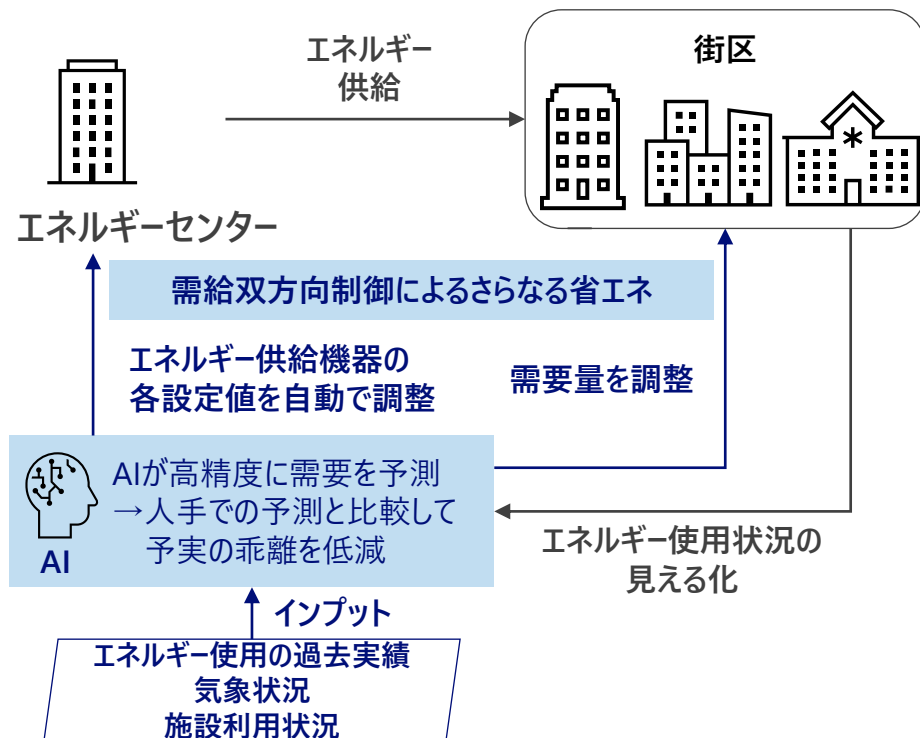 エネルギー
供給
街区
エネルギーセンター
需給双方向制御によるさらなる省エネ
エネルギー供給機器の
各設定値を自動で調整
需要量を調整
AIが高精度に需要を予測
→人手での予測と比較して
予実の乖離を低減
AI
エネルギー使用状況の
見える化
インプット
エネルギー使用の過去実績
気象状況
施設利用状況